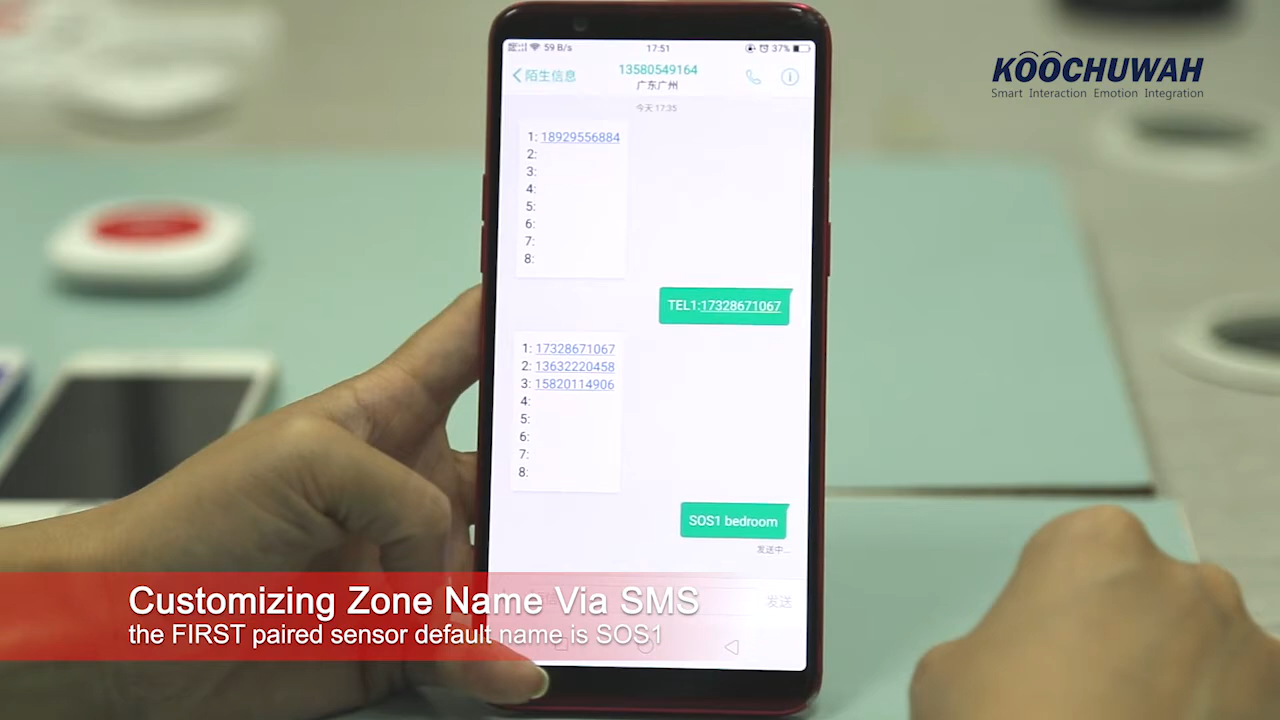 59 B/s 17:51 37%
陌生信息 13580549164
广东广州
今天 17:35
1: 18929556884
2:
3:
4:
5:
6:
7:
8:
TEL1:17328671067
1: 17328671067
2: 13632220458
3: 15820114906
4:
5:
6:
7:
8:
SOS1 bedroom
发送中...
发送
KOOCHUWAH
Smart Interaction Emotion Integration
Customizing Zone Name Via SMS
the FIRST paired sensor default name is SOS1